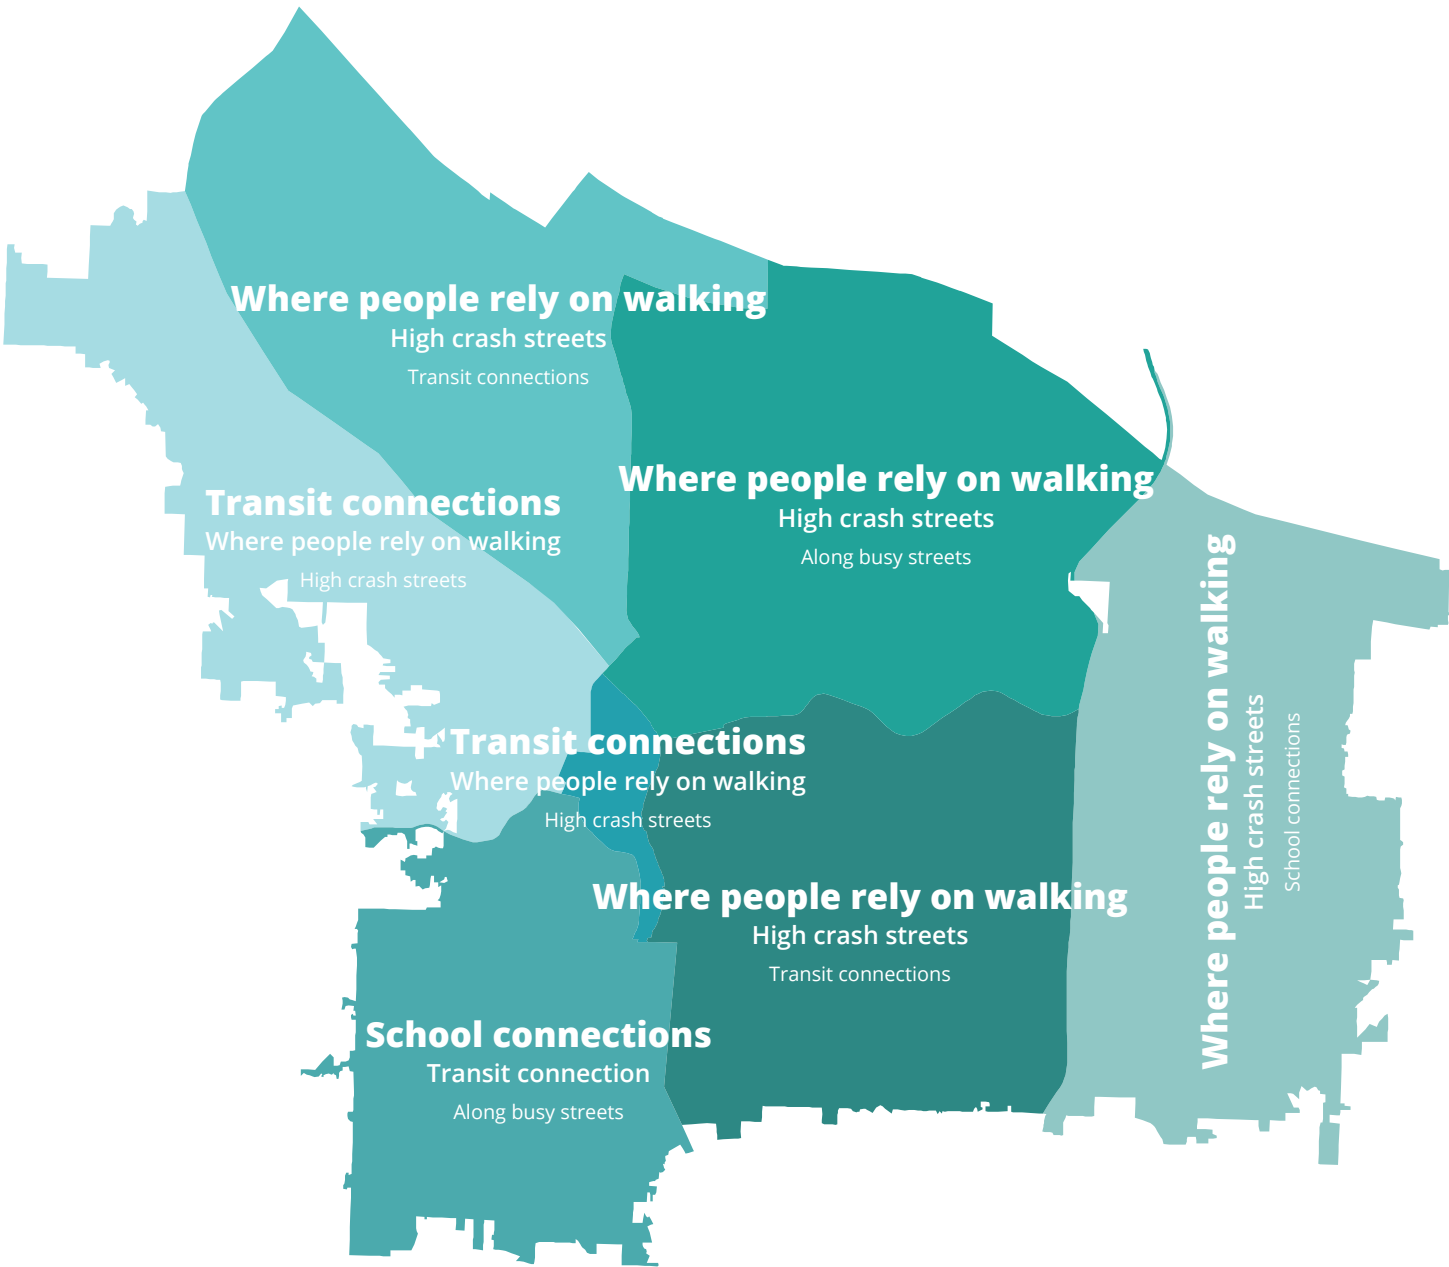 Where people rely on walking
High crash streets
Transit connections
Where people rely on walking
High crash streets
Along busy streets
Transit connections
Where people rely on walking
High crash streets
Transit connections
Where people rely on walking
High crash streets
Where people rely on walking
High crash streets
Transit connections
School connections
Transit connection
Along busy streets
Where people rely on walking
High crash streets
School connections